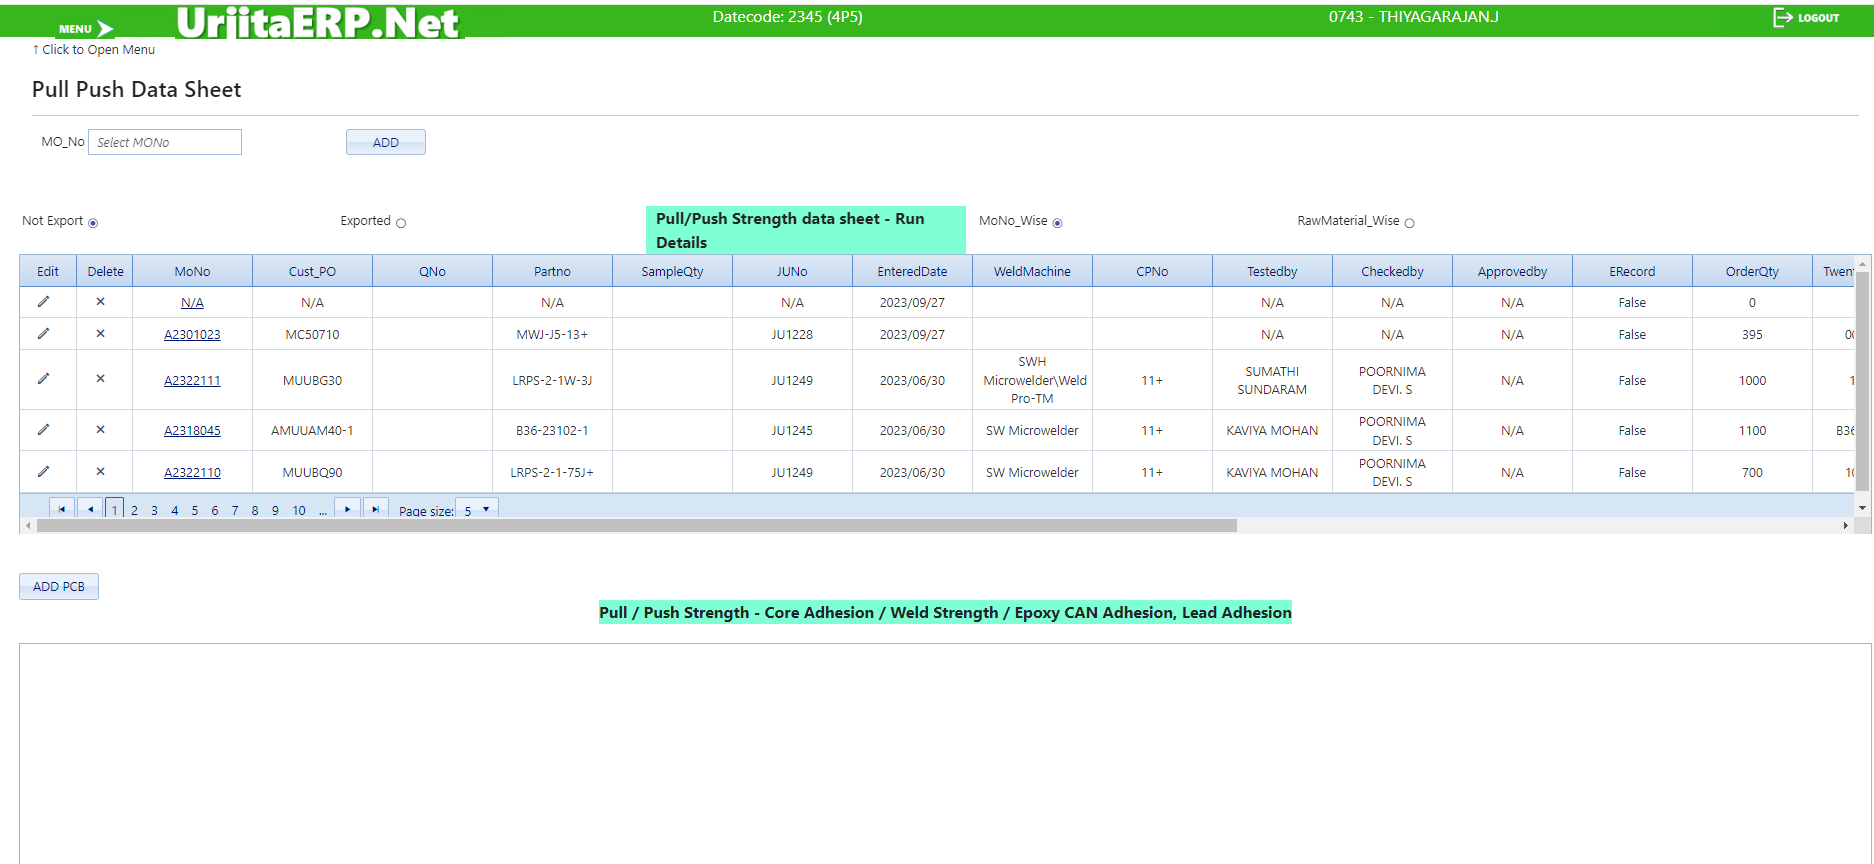 MENU
UriitaERP.Net
Datecode: 2345 (4P5)
0743 - THIYAGARAJAN.J
LOGOUT
↑ Click to Open Menu
Pull Push Data Sheet
MO_No Select MONo ADD
Not Export Exported Pull/Push Strength data sheet - Run Details MoNo_Wise RawMaterial_Wise
Edit Delete MoNo Cust_PO QNo Partno SampleQty JUNo EnteredDate WeldMachine CPNo Testedby Checkedby Approvedby ERecord OrderQty Twen
N/A N/A N/A N/A 2023/09/27 N/A N/A N/A False 0
A2301023 MC50710 MWJ-J5-13+ JU1228 2023/09/27 N/A N/A N/A False 395 00
A2322111 MUUBG30 LRPS-2-1W-3J JU1249 2023/06/30 SWH Microwelder\Weld Pro-TM 11+ SUMATHI SUNDARAM POORNIMA DEVI. S N/A False 1000 1
A2318045 AMUUAM40-1 B36-23102-1 JU1245 2023/06/30 SW Microwelder 11+ KAVIYA MOHAN POORNIMA DEVI. S N/A False 1100 B36
A2322110 MUUBQ90 LRPS-2-1-75J+ JU1249 2023/06/30 SW Microwelder 11+ KAVIYA MOHAN POORNIMA DEVI. S N/A False 700 10
1 2 3 4 5 6 7 8 9 10 ... Page size: 5
ADD PCB
Pull / Push Strength - Core Adhesion / Weld Strength / Epoxy CAN Adhesion, Lead Adhesion